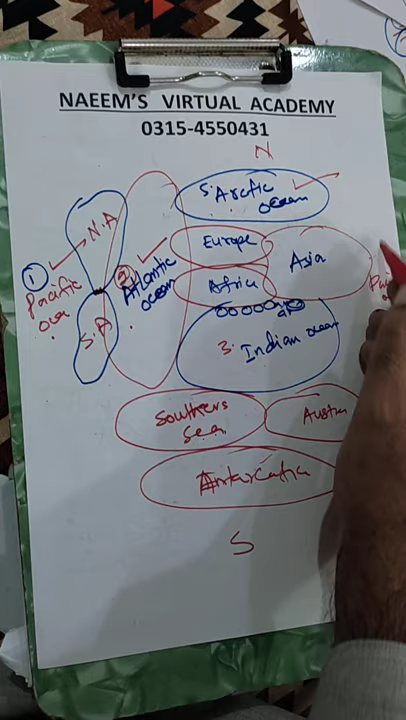 NAEEM'S VIRTUAL ACADEMY
0315-4550431
N
5. Arctic
ocean
N.A
Europe
Asia
1
2
Pacific
Atlantic
ocean
Africa
S.A
3. Indian ocean
Southern
Sea
Antarctica
S